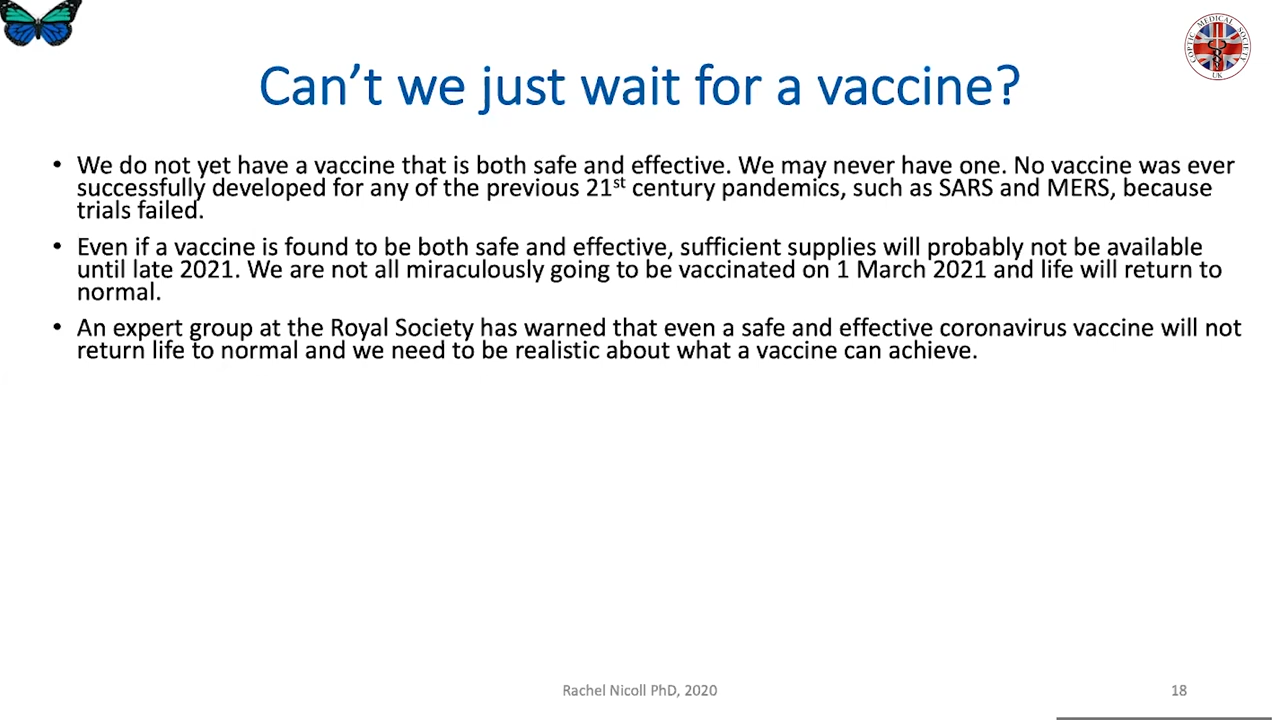 COPTIC MEDICAL SOCIETY
UK
Can't we just wait for a vaccine?
• We do not yet have a vaccine that is both safe and effective. We may never have one. No vaccine was ever
successfully developed for any of the previous 21st century pandemics, such as SARS and MERS, because
trials failed.
• Even if a vaccine is found to be both safe and effective, sufficient supplies will probably not be available
until late 2021. We are not all miraculously going to be vaccinated on 1 March 2021 and life will return to
normal.
• An expert group at the Royal Society has warned that even a safe and effective coronavirus vaccine will not
return life to normal and we need to be realistic about what a vaccine can achieve.
Rachel Nicoll PhD, 2020
18